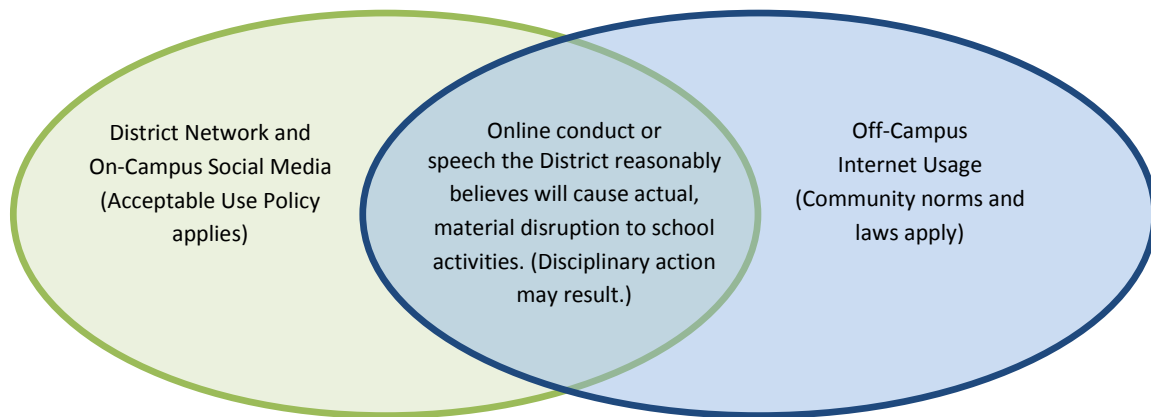 District Network and
On-Campus Social Media
(Acceptable Use Policy
applies)
Online conduct or
speech the District reasonably
believes will cause actual,
material disruption to school
activities. (Disciplinary action
may result.)
Off-Campus
Internet Usage
(Community norms and
laws apply)